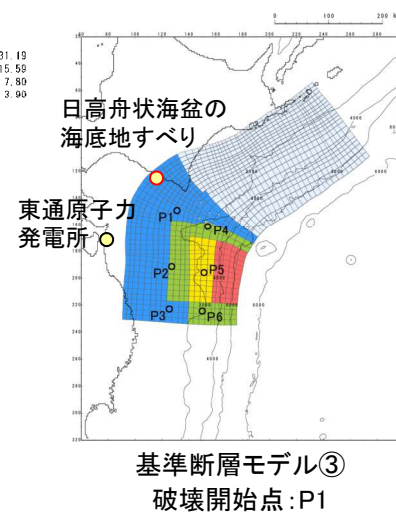 0 100 200
31.19
15.59
7.80
3.90
日高舟状海盆の
海底地すべり
東通原子力
発電所
P1
P4
P2
P5
P3
P6
基準断層モデル③
破壊開始点:P1